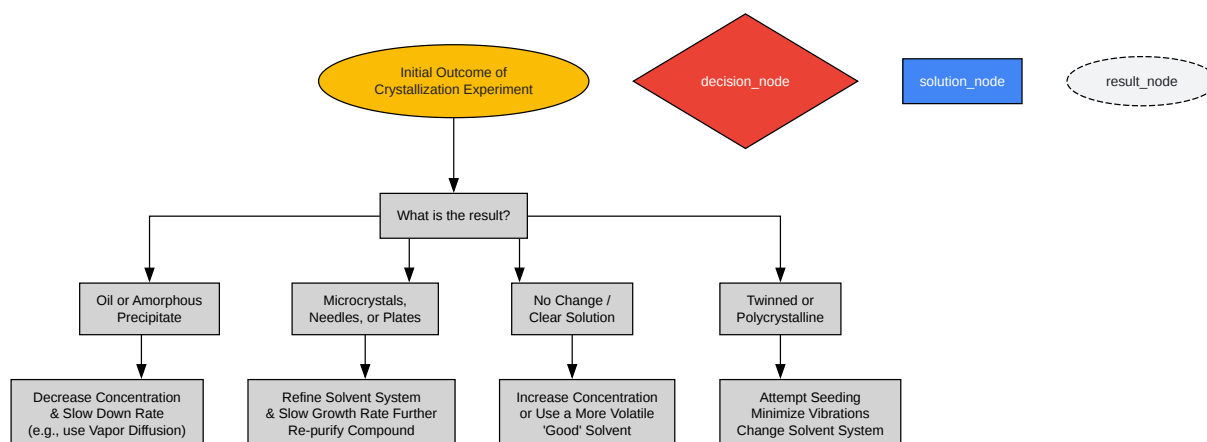 Initial Outcome of
Crystallization Experiment
decision_node
solution_node
result_node
What is the result?
Oil or Amorphous
Precipitate
Microcrystals,
Needles, or Plates
No Change /
Clear Solution
Twinned or
Polycrystalline
Decrease Concentration
& Slow Down Rate
(e.g., use Vapor Diffusion)
Refine Solvent System
& Slow Growth Rate Further
Re-purify Compound
Increase Concentration
or Use a More Volatile
'Good' Solvent
Attempt Seeding
Minimize Vibrations
Change Solvent System